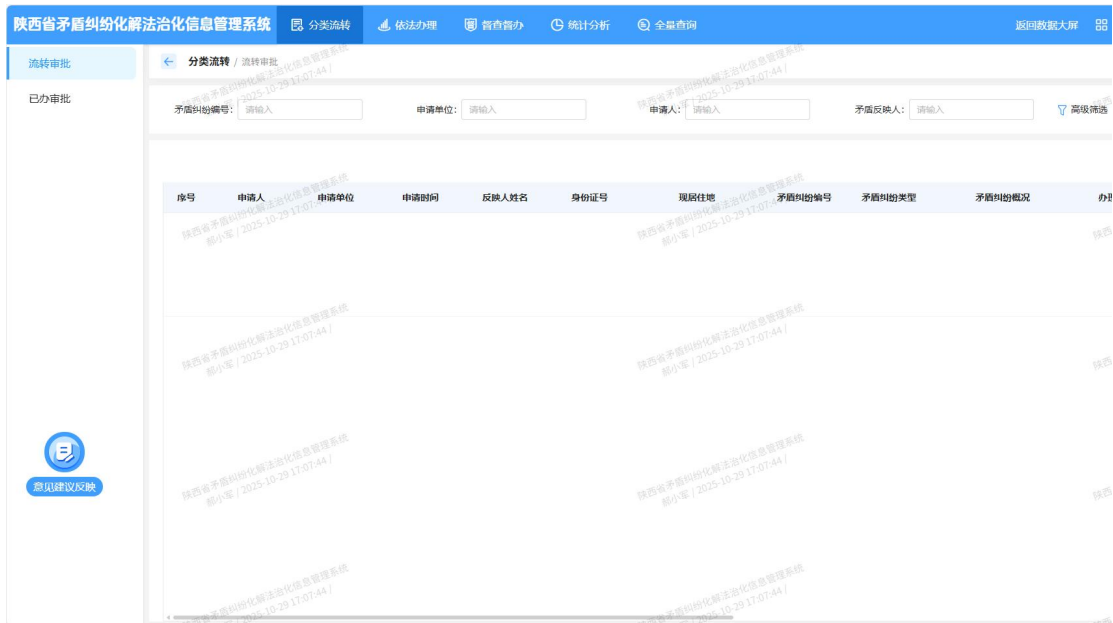 陕西省矛盾纠纷化解法治化信息管理系统 分类流转 依法办理 督查督办 统计分析 全量查询 返回数据大屏
流转审批
已办审批
分类流转 / 流转审批
矛盾纠纷编号： 请输入 申请单位： 请输入 申请人： 请输入 矛盾反映人： 请输入 高级筛选
序号 申请人 申请单位 申请时间 反映人姓名 身份证号 现居住地 矛盾纠纷编号 矛盾纠纷类型 矛盾纠纷概况 办理
意见建议反映
陕西省矛盾纠纷化解法治化信息管理系统
郝小军 / 2025-10-29 17:07:44 /